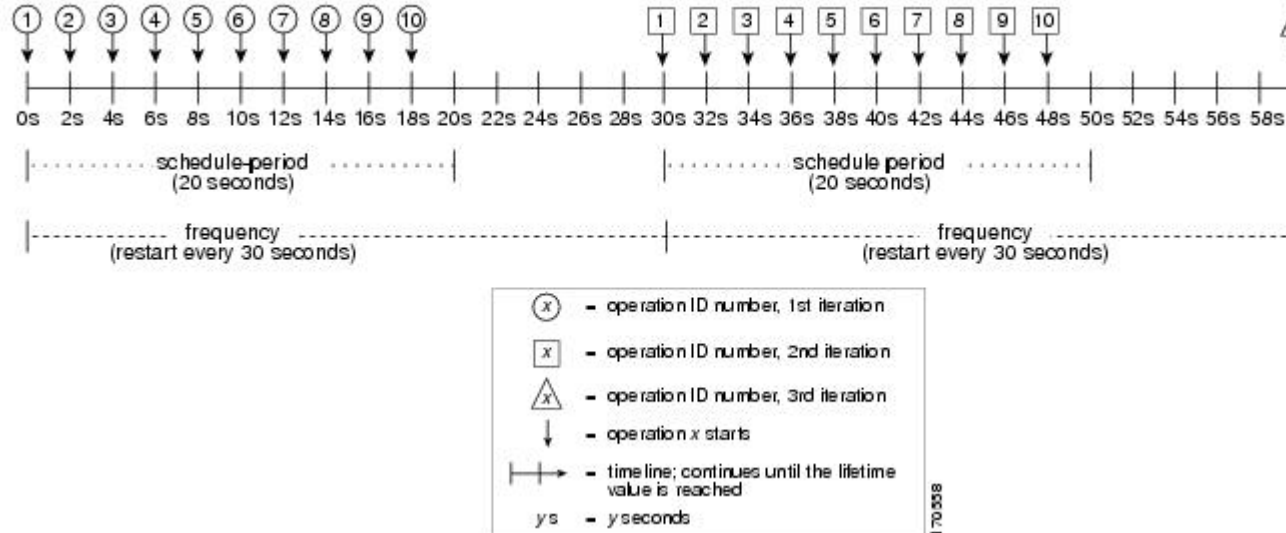 1 2 3 4 5 6 7 8 9 10 1 2 3 4 5 6 7 8 9 10
0s 2s 4s 6s 8s 10s 12s 14s 16s 18s 20s 22s 24s 26s 28s 30s 32s 34s 36s 38s 40s 42s 44s 46s 48s 50s 52s 54s 56s 58s
schedule-period schedule period
(20 seconds) (20 seconds)
frequency frequency
(restart every 30 seconds) (restart every 30 seconds)
x = operation ID number, 1st iteration
x = operation ID number, 2nd iteration
x = operation ID number, 3rd iteration
= operation x starts
= timeline; continues until the lifetime
value is reached
y s = y seconds
170558